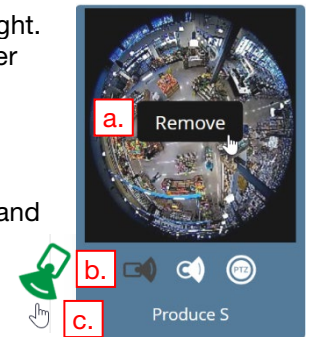 ght.
er
a.
Remove
and
b.
PTZ
c.
Produce S